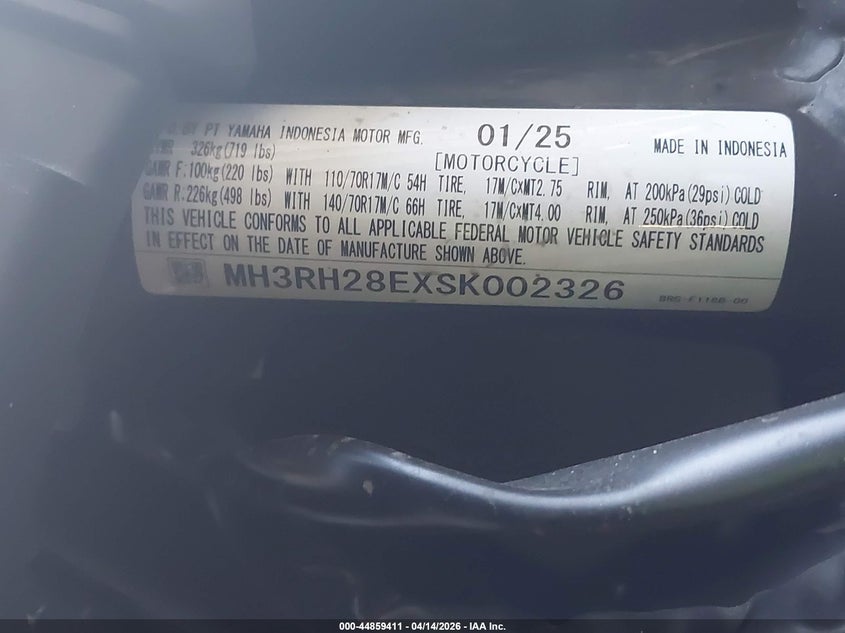 BY PT YAMAHA INDONESIA MOTOR MFG. 01/25 MADE IN INDONESIA
326kg(719 lbs) [MOTORCYCLE]
GAWR F:100kg(220 lbs) WITH 110/70R17M/C 54H TIRE, 17M/CxMT2.75 RIM, AT 200kPa(29psi)COLD
GAWR R:226kg(498 lbs) WITH 140/70R17M/C 66H TIRE, 17M/CxMT4.00 RIM, AT 250kPa(36psi)COLD
THIS VEHICLE CONFORMS TO ALL APPLICABLE FEDERAL MOTOR VEHICLE SAFETY STANDARDS
IN EFFECT ON THE DATE OF MANUFACTURE SHOWN ABOVE.
MH3RH28EXSK002326
000-44859411 - 04/14/2026 - IAA Inc.